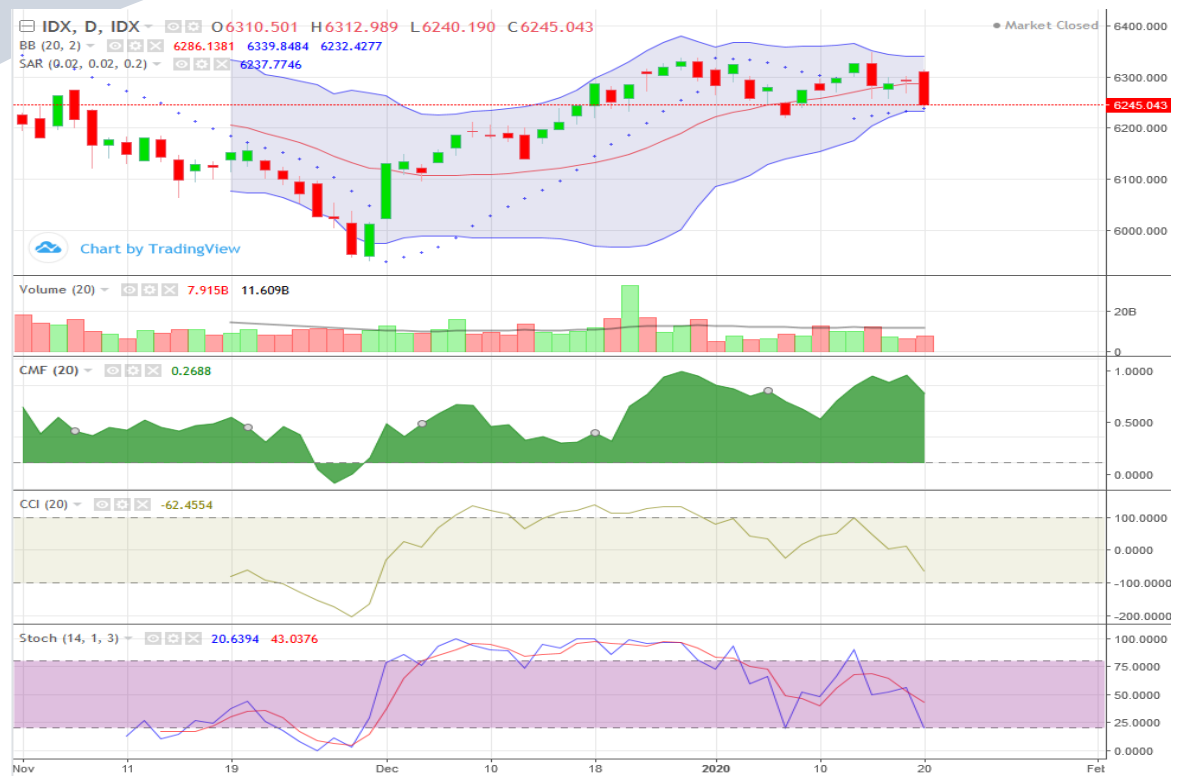 IDX, D, IDX O6310.501 H6312.989 L6240.190 C6245.043
Market Closed
BB (20, 2) 6286.1381 6339.8484 6232.4277
SAR (0.02, 0.02, 0.2) 6237.7746
6400.000
6300.000
6245.043
6200.000
6100.000
6000.000
Chart by TradingView
Volume (20) 7.915B 11.609B
20B
0
CMF (20) 0.2688
1.0000
0.5000
0.0000
CCI (20) -62.4554
100.0000
0.0000
-100.0000
-200.0000
Stoch (14, 1, 3) 20.6394 43.0376
100.0000
75.0000
50.0000
25.0000
0.0000
Nov 11 19 Dec 10 18 2020 10 20 Fet